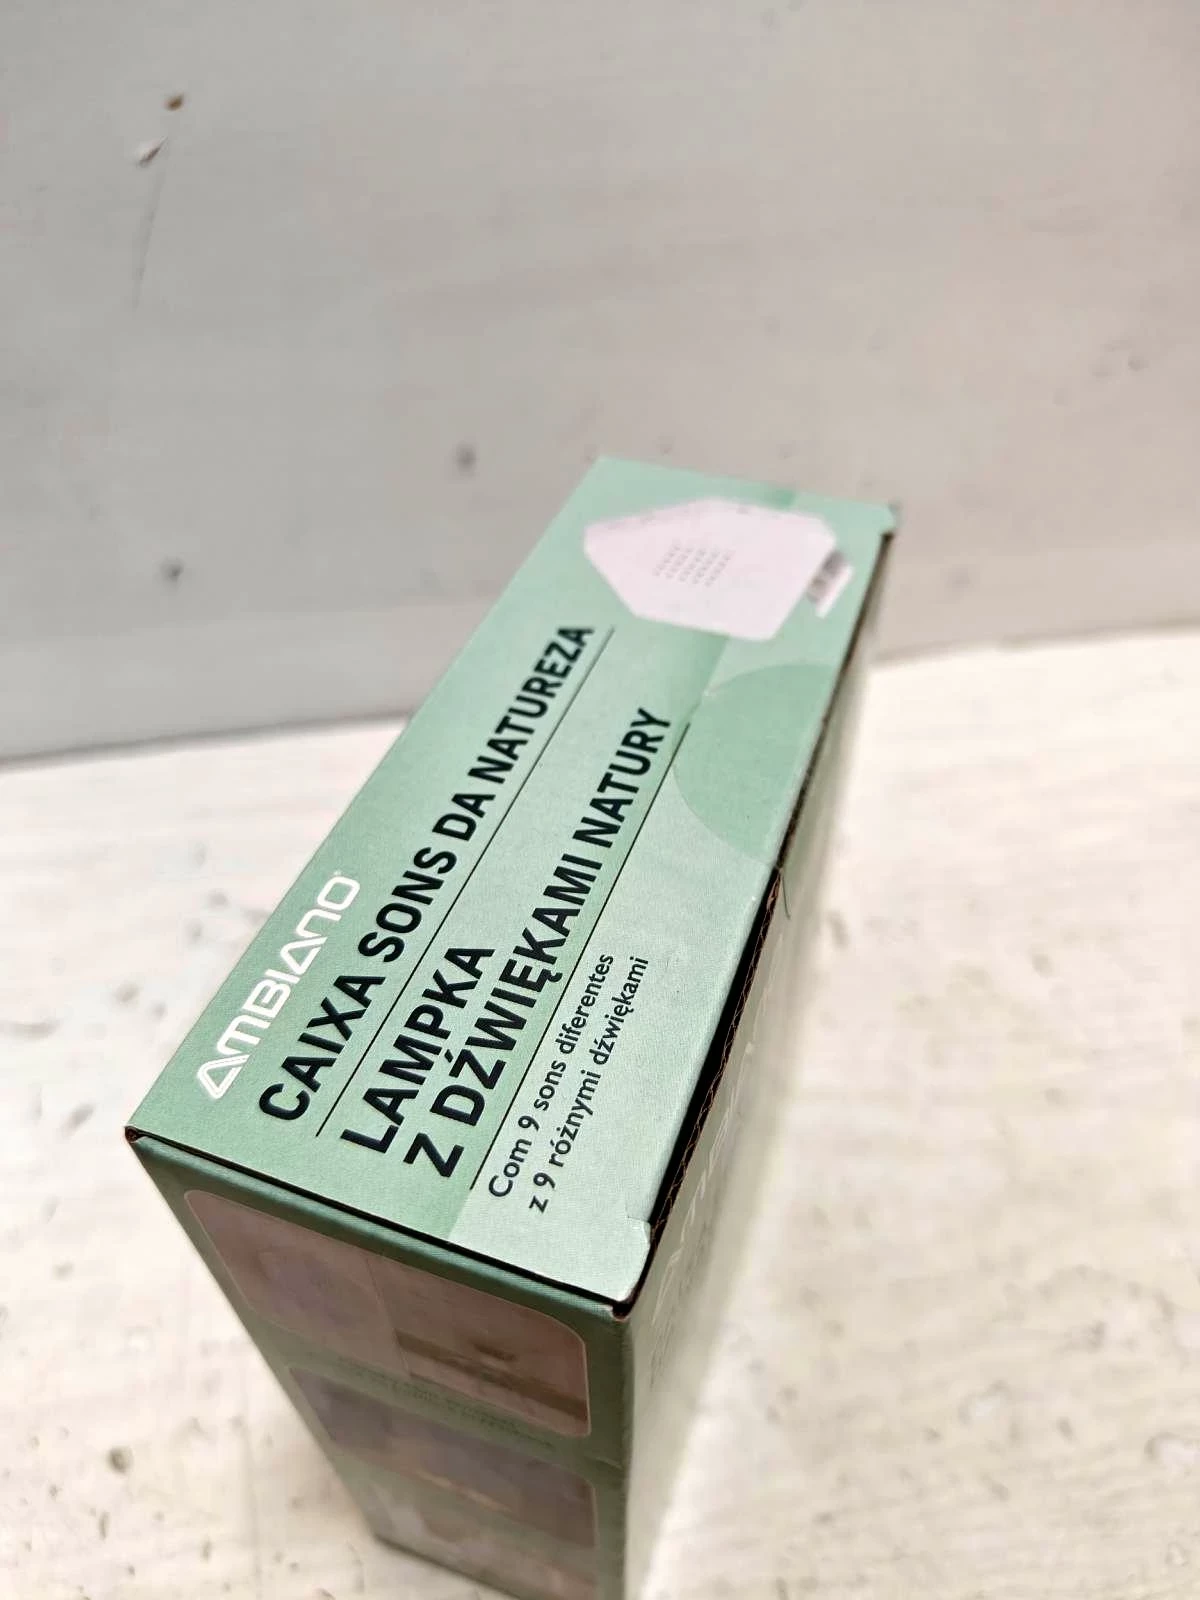 AMBIANO®
CAIXA SONS DA NATUREZA
LAMPKA
Z DŹWIĘKAMI NATURY
Com 9 sons diferentes
z 9 różnymi dźwiękami